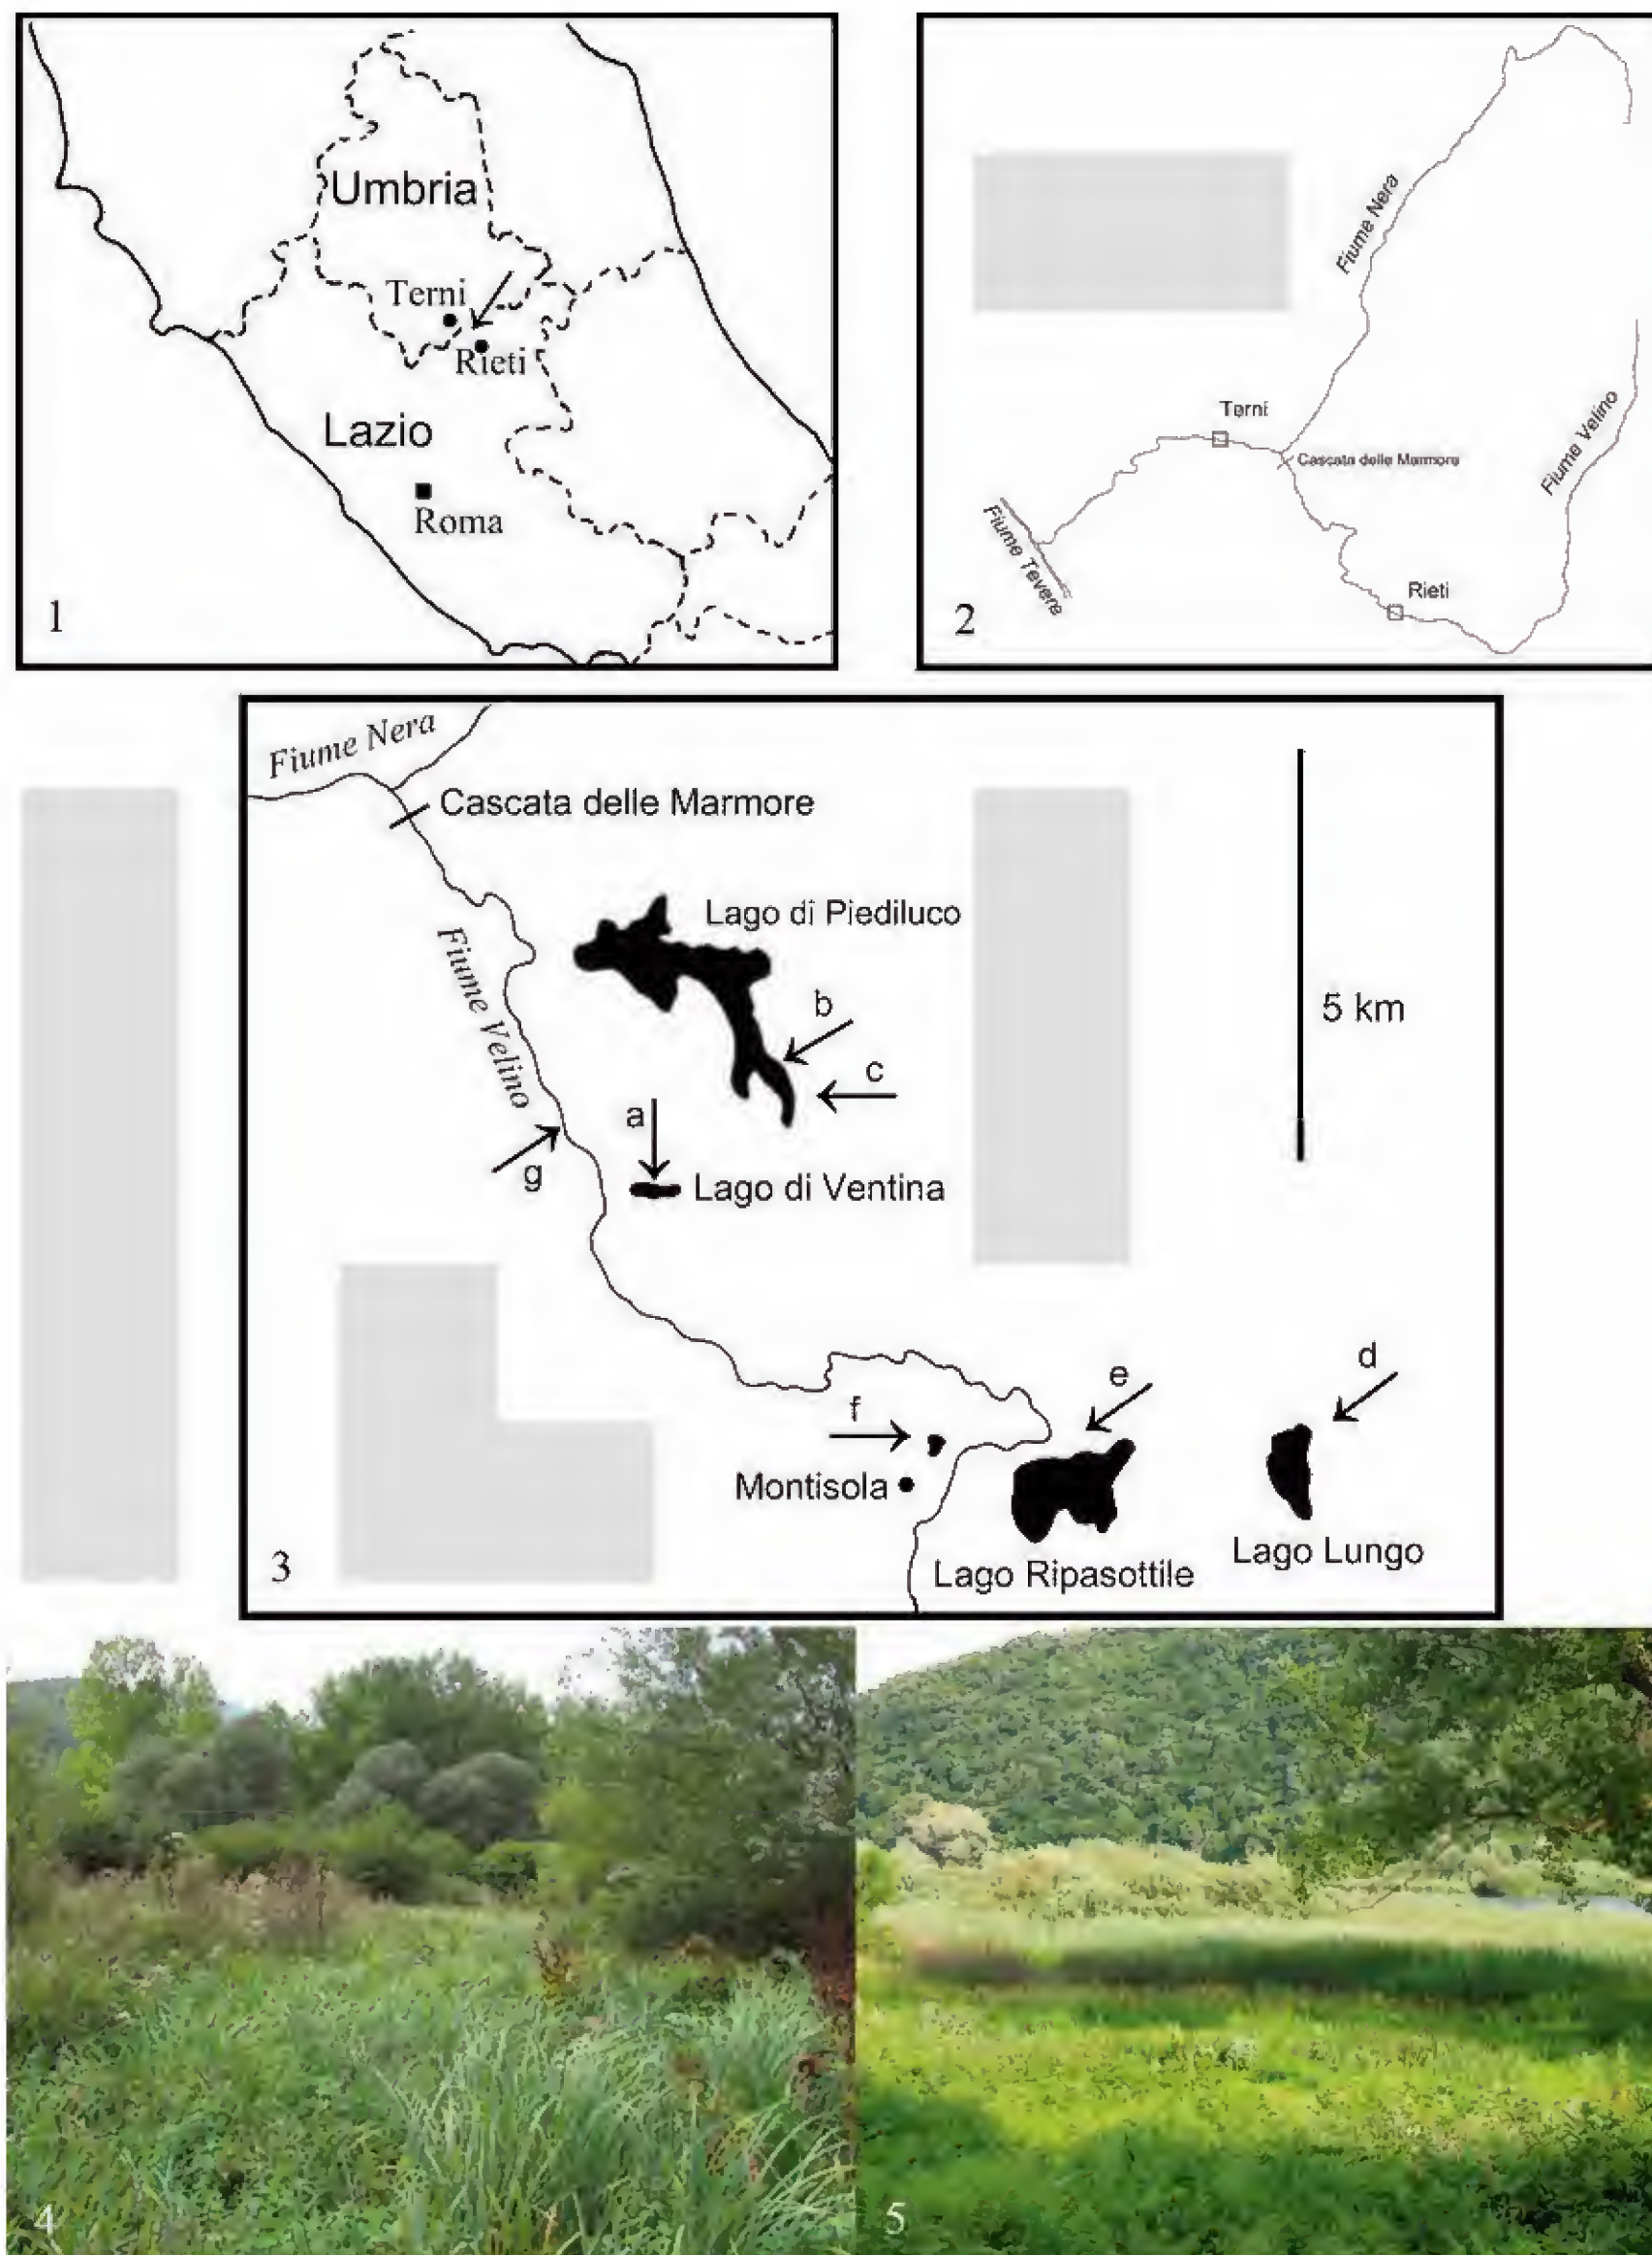 Umbria
Terni
Rieti
Lazio
Roma
1
Fiume Nera
Terni
Cascata delle Marmore
Fiume Velino
Fiume Tevere
Rieti
2
Fiume Nera
Cascata delle Marmore
Lago di Piediluco
Fiume Velino
b
5 km
c
a
g
Lago di Ventina
d
e
f
Montisola
Lago Lungo
Lago Ripasottile
3
4
5